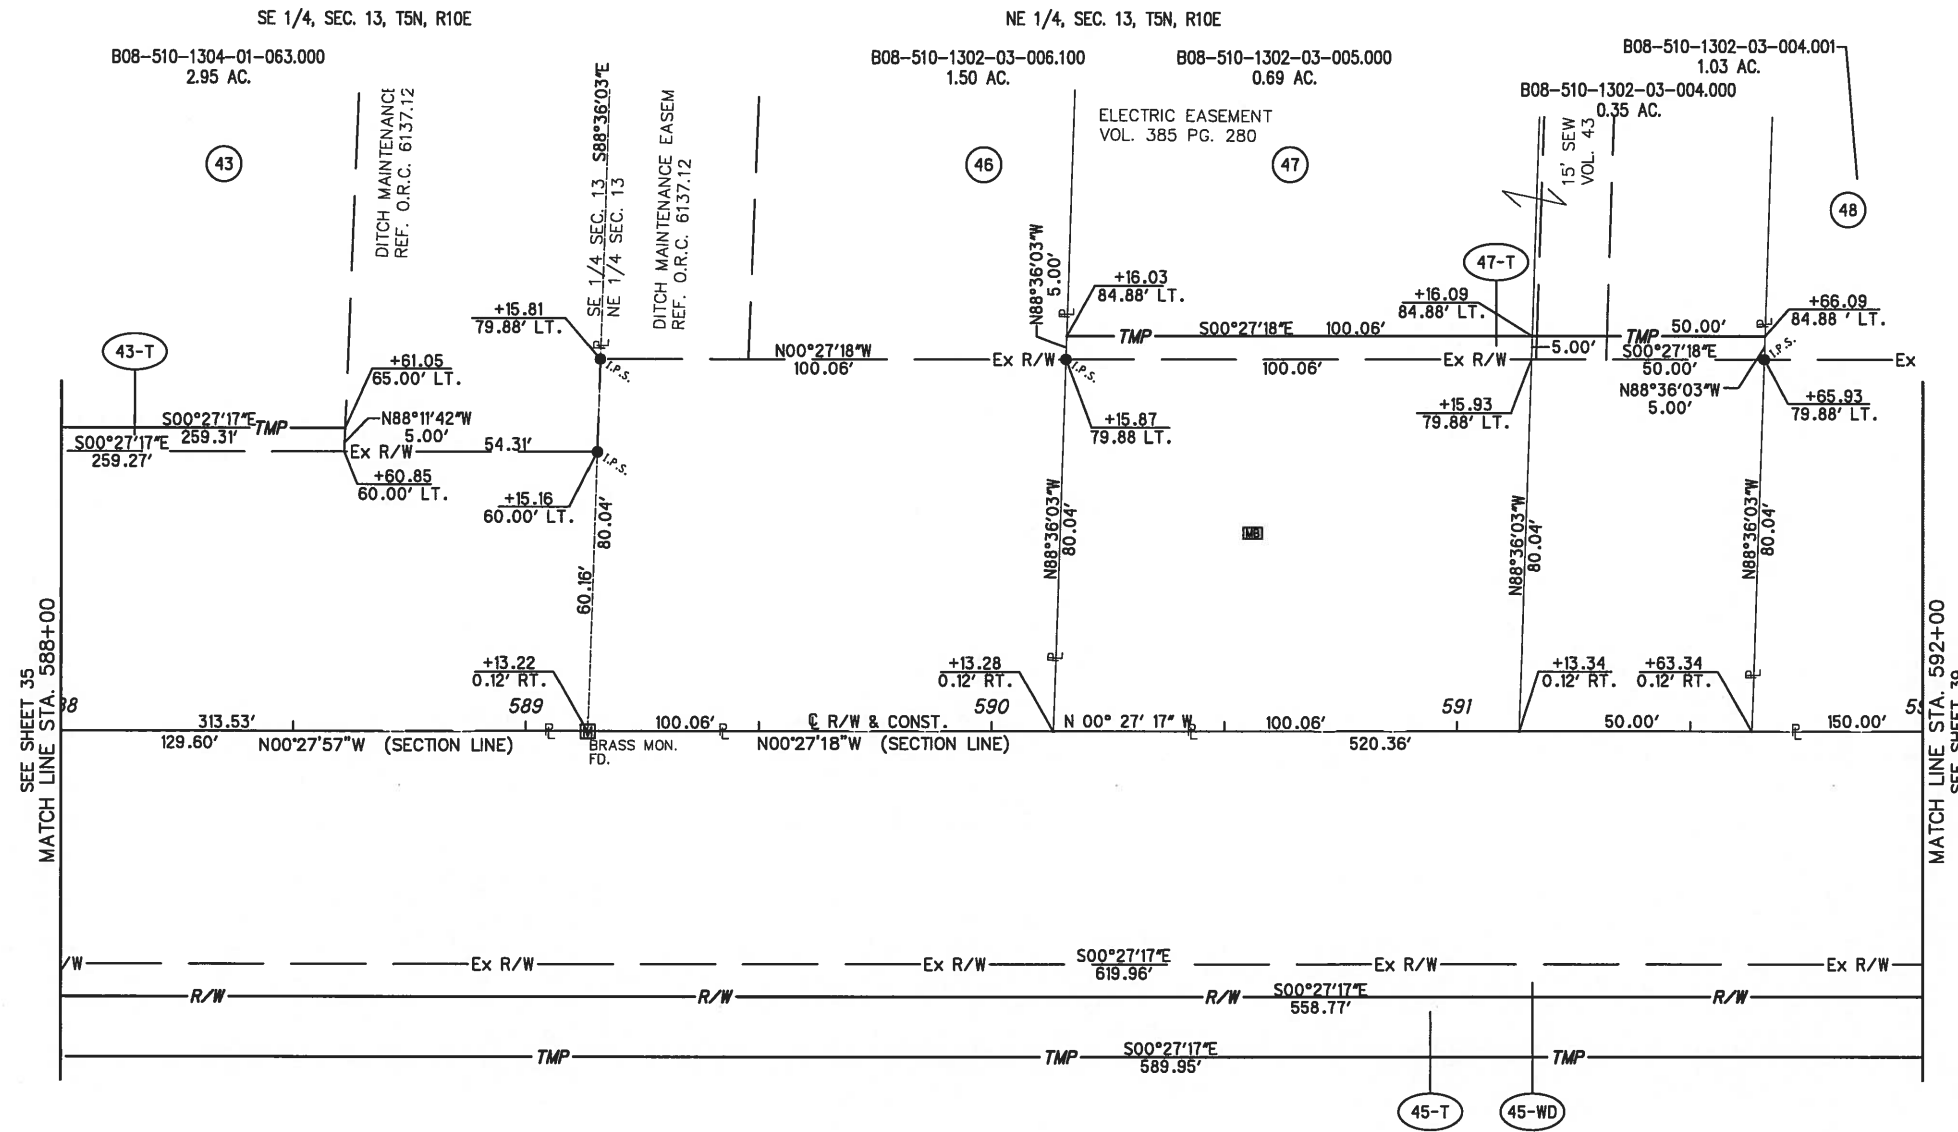 SE 1/4, SEC. 13, T5N, R10E
NE 1/4, SEC. 13, T5N, R10E
B08-510-1304-01-063.000
2.95 AC.
B08-510-1302-03-006.100
1.50 AC.
B08-510-1302-03-005.000
0.69 AC.
B08-510-1302-03-004.001
1.03 AC.
B08-510-1302-03-004.000
0.35 AC.
43
DITCH MAINTENANCE
REF. O.R.C. 6137.12
S88°36'03"E
SE 1/4 SEC. 13
NE 1/4 SEC. 13
DITCH MAINTENANCE EASEM
REF. O.R.C. 6137.12
46
ELECTRIC EASEMENT
VOL. 385 PG. 280
47
15' SEW
VOL. 43
48
43-T
+15.81
79.88' LT.
N88°36'03"W
5.00'
+16.03
84.88' LT.
47-T
+16.09
84.88' LT.
+66.09
84.88' LT.
TMP
S00°27'18"E
100.06'
TMP
50.00'
PL
PL
PL
+61.05
65.00' LT.
I.P.S.
N00°27'18"W
100.06'
Ex R/W
I.P.S.
100.06'
Ex R/W
5.00'
S00°27'18"E
50.00'
I.P.S.
Ex
N88°36'03"W
5.00'
S00°27'17"E
259.31'
TMP
N88°11'42"W
5.00'
S00°27'17"E
259.27'
Ex R/W
54.31'
I.P.S.
+60.85
60.00' LT.
+15.16
60.00' LT.
+15.87
79.88 LT.
+15.93
79.88' LT.
+65.93
79.88' LT.
80.04'
60.16'
N88°36'03"W
80.04'
MB
N88°36'03"W
80.04'
N88°36'03"W
80.04'
PL
PL
+13.22
0.12' RT.
+13.28
0.12' RT.
+13.34
0.12' RT.
+63.34
0.12' RT.
SEE SHEET 35
MATCH LINE STA. 588+00
88
589
590
591
59
313.53'
100.06'
CL R/W & CONST.
N 00° 27' 17" W
100.06'
50.00'
150.00'
PL
PL
PL
PL
129.60'
N00°27'57"W
(SECTION LINE)
M
BRASS MON.
FD.
N00°27'18"W
(SECTION LINE)
520.36'
MATCH LINE STA. 592+00
SEE SHEET 39
/W
Ex R/W
Ex R/W
S00°27'17"E
619.96'
Ex R/W
Ex R/W
R/W
R/W
R/W
S00°27'17"E
558.77'
R/W
TMP
TMP
S00°27'17"E
589.95'
TMP
45-T
45-WD